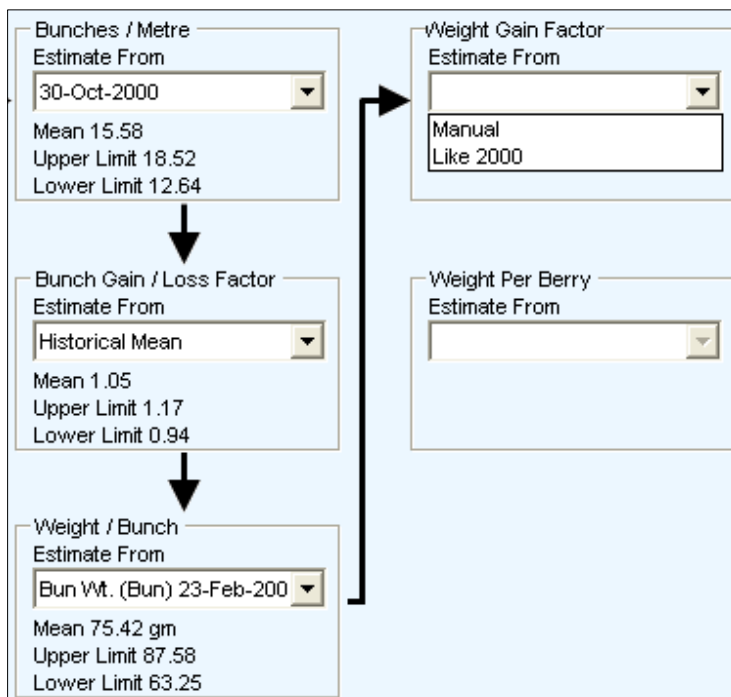 Bunches / Metre
Estimate From
30-Oct-2000
Mean 15.58
Upper Limit 18.52
Lower Limit 12.64
Bunch Gain / Loss Factor
Estimate From
Historical Mean
Mean 1.05
Upper Limit 1.17
Lower Limit 0.94
Weight / Bunch
Estimate From
Bun Wt. (Bun) 23-Feb-200
Mean 75.42 gm
Upper Limit 87.58
Lower Limit 63.25
Weight Gain Factor
Estimate From
Manual
Like 2000
Weight Per Berry
Estimate From